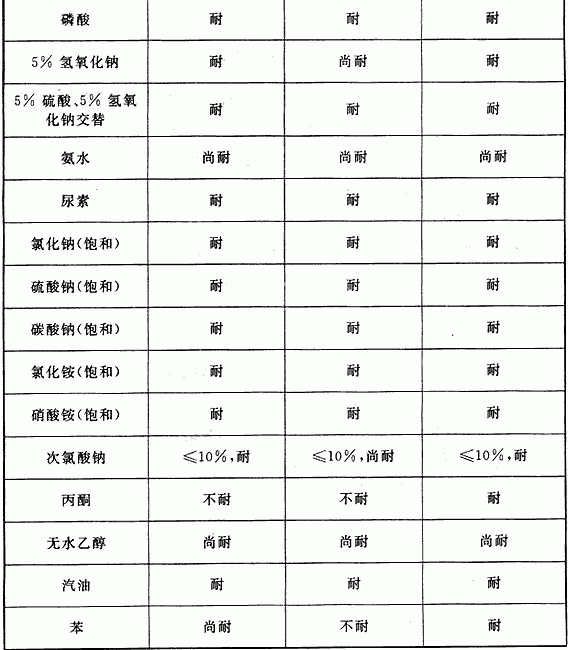 磷酸 耐 耐 耐
5% 氢氧化钠 耐 尚耐 耐
5% 硫酸、5% 氢氧
化钠交替 耐 耐 耐
氨水 尚耐 尚耐 尚耐
尿素 耐 耐 耐
氯化钠(饱和) 耐 耐 耐
硫酸钠(饱和) 耐 耐 耐
碳酸钠(饱和) 耐 耐 耐
氯化铵(饱和) 耐 耐 耐
硝酸铵(饱和) 耐 耐 耐
次氯酸钠 ≤10%,耐 ≤10%,尚耐 ≤10%,耐
丙酮 不耐 不耐 耐
无水乙醇 尚耐 尚耐 尚耐
汽油 耐 耐 耐
苯 尚耐 不耐 耐